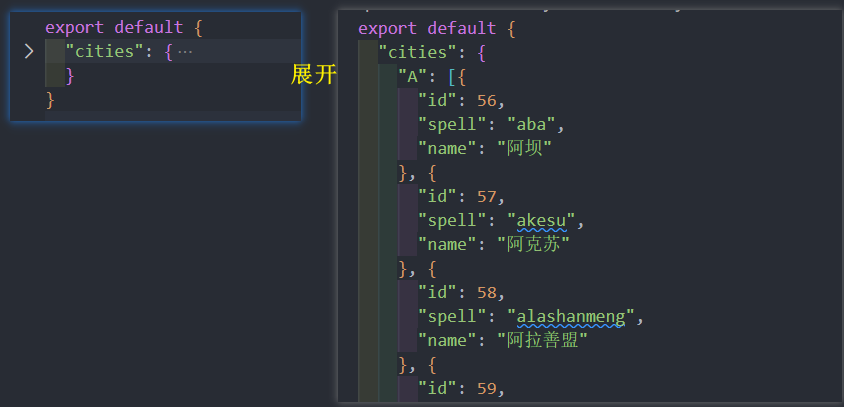 export default {
"cities": { ···
}
}
展开
export default {
"cities": {
"A": [{
"id": 56,
"spell": "aba",
"name": "阿坝"
}, {
"id": 57,
"spell": "akesu",
"name": "阿克苏"
}, {
"id": 58,
"spell": "alashanmeng",
"name": "阿拉善盟"
}, {
"id": 59,